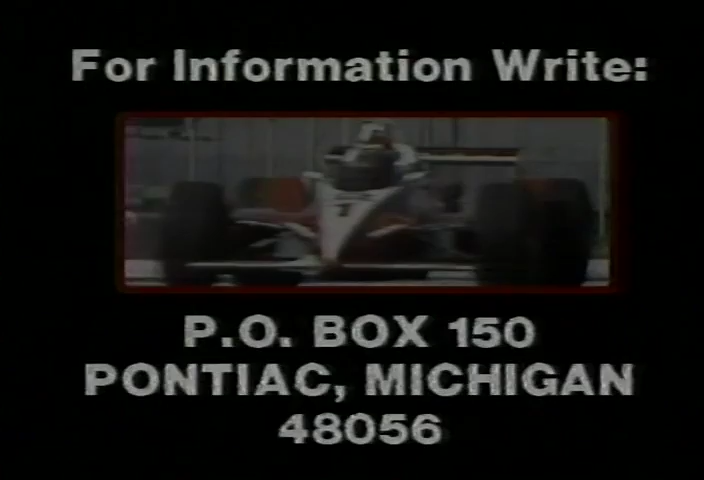 For Information Write:
P.O. BOX 150
PONTIAC, MICHIGAN
48056